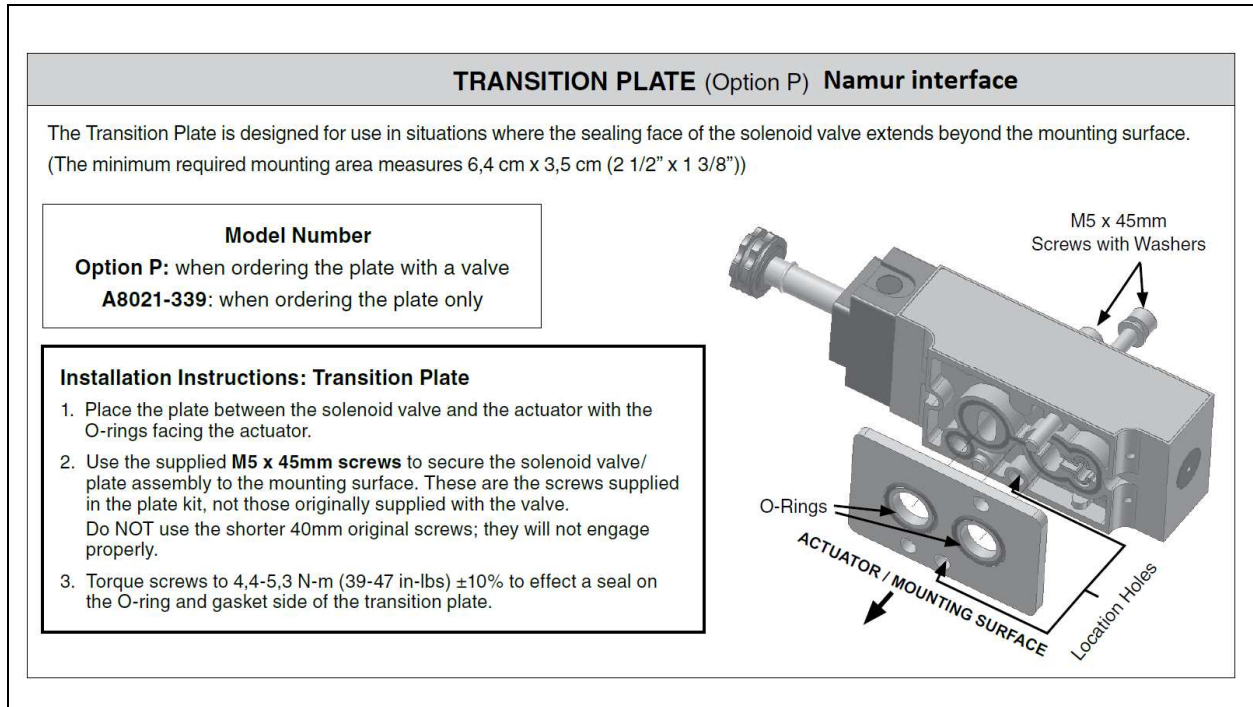 TRANSITION PLATE (Option P) Namur interface
The Transition Plate is designed for use in situations where the sealing face of the solenoid valve extends beyond the mounting surface.
(The minimum required mounting area measures 6,4 cm x 3,5 cm (2 1/2” x 1 3/8”))
Model Number
Option P: when ordering the plate with a valve
A8021-339: when ordering the plate only
Installation Instructions: Transition Plate
1. Place the plate between the solenoid valve and the actuator with the
O-rings facing the actuator.
2. Use the supplied M5 x 45mm screws to secure the solenoid valve/
plate assembly to the mounting surface. These are the screws supplied
in the plate kit, not those originally supplied with the valve.
Do NOT use the shorter 40mm original screws; they will not engage
properly.
3. Torque screws to 4,4-5,3 N-m (39-47 in-lbs) ±10% to effect a seal on
the O-ring and gasket side of the transition plate.
M5 x 45mm
Screws with Washers
O-Rings
ACTUATOR / MOUNTING SURFACE
Location Holes